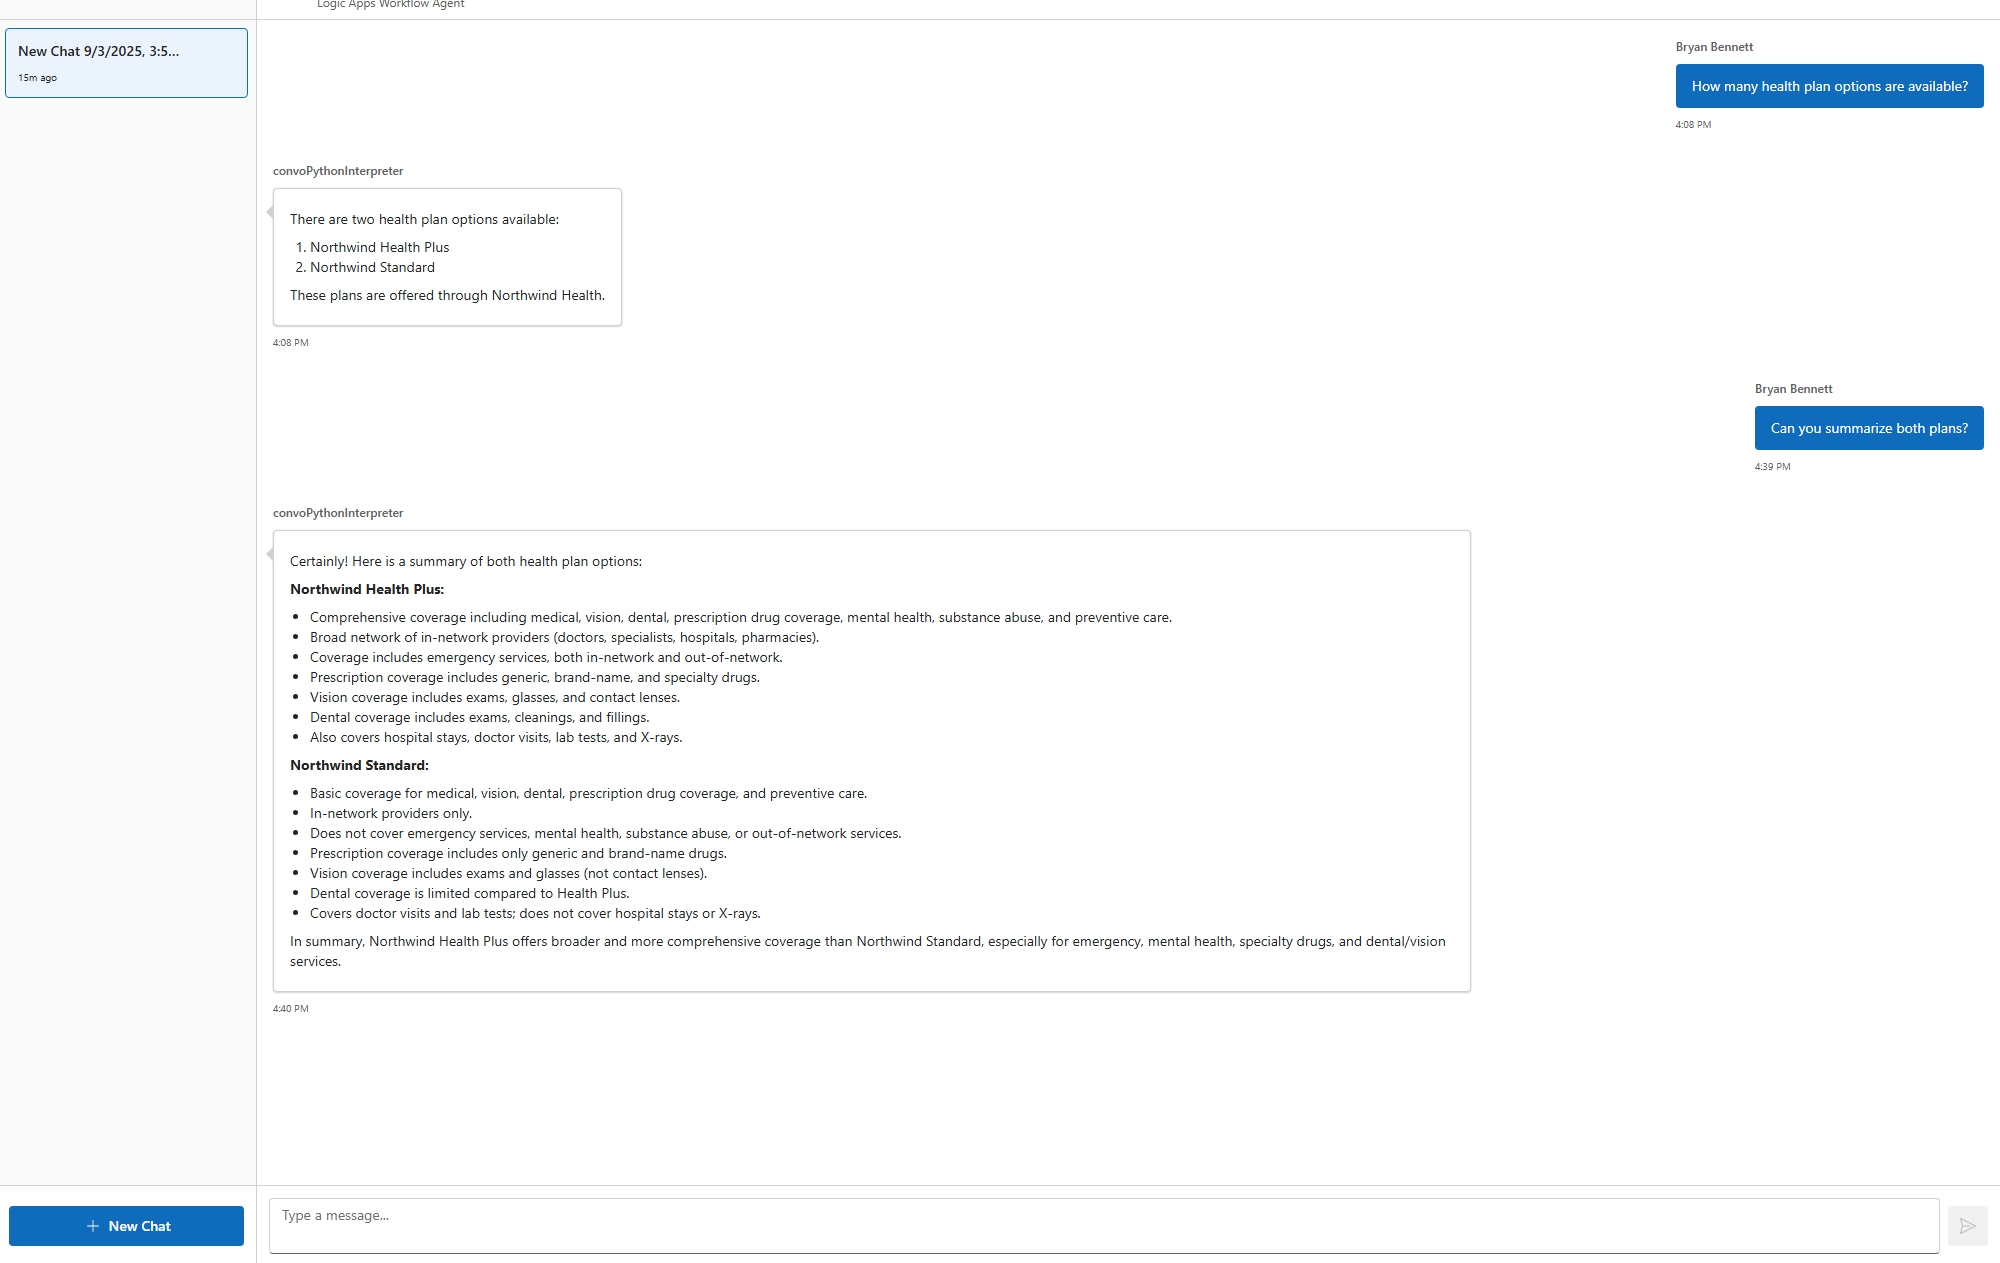 Logic Apps Workflow Agent
New Chat 9/3/2025, 3:5...
15m ago
Bryan Bennett
How many health plan options are available?
4:08 PM
convoPythonInterpreter
There are two health plan options available:
1. Northwind Health Plus
2. Northwind Standard
These plans are offered through Northwind Health.
4:08 PM
Bryan Bennett
Can you summarize both plans?
4:39 PM
convoPythonInterpreter
Certainly! Here is a summary of both health plan options:
Northwind Health Plus:
• Comprehensive coverage including medical, vision, dental, prescription drug coverage, mental health, substance abuse, and preventive care.
• Broad network of in-network providers (doctors, specialists, hospitals, pharmacies).
• Coverage includes emergency services, both in-network and out-of-network.
• Prescription coverage includes generic, brand-name, and specialty drugs.
• Vision coverage includes exams, glasses, and contact lenses.
• Dental coverage includes exams, cleanings, and fillings.
• Also covers hospital stays, doctor visits, lab tests, and X-rays.
Northwind Standard:
• Basic coverage for medical, vision, dental, prescription drug coverage, and preventive care.
• In-network providers only.
• Does not cover emergency services, mental health, substance abuse, or out-of-network services.
• Prescription coverage includes only generic and brand-name drugs.
• Vision coverage includes exams and glasses (not contact lenses).
• Dental coverage is limited compared to Health Plus.
• Covers doctor visits and lab tests; does not cover hospital stays or X-rays.
In summary, Northwind Health Plus offers broader and more comprehensive coverage than Northwind Standard, especially for emergency, mental health, specialty drugs, and dental/vision
services.
4:40 PM
New Chat
Type a message...